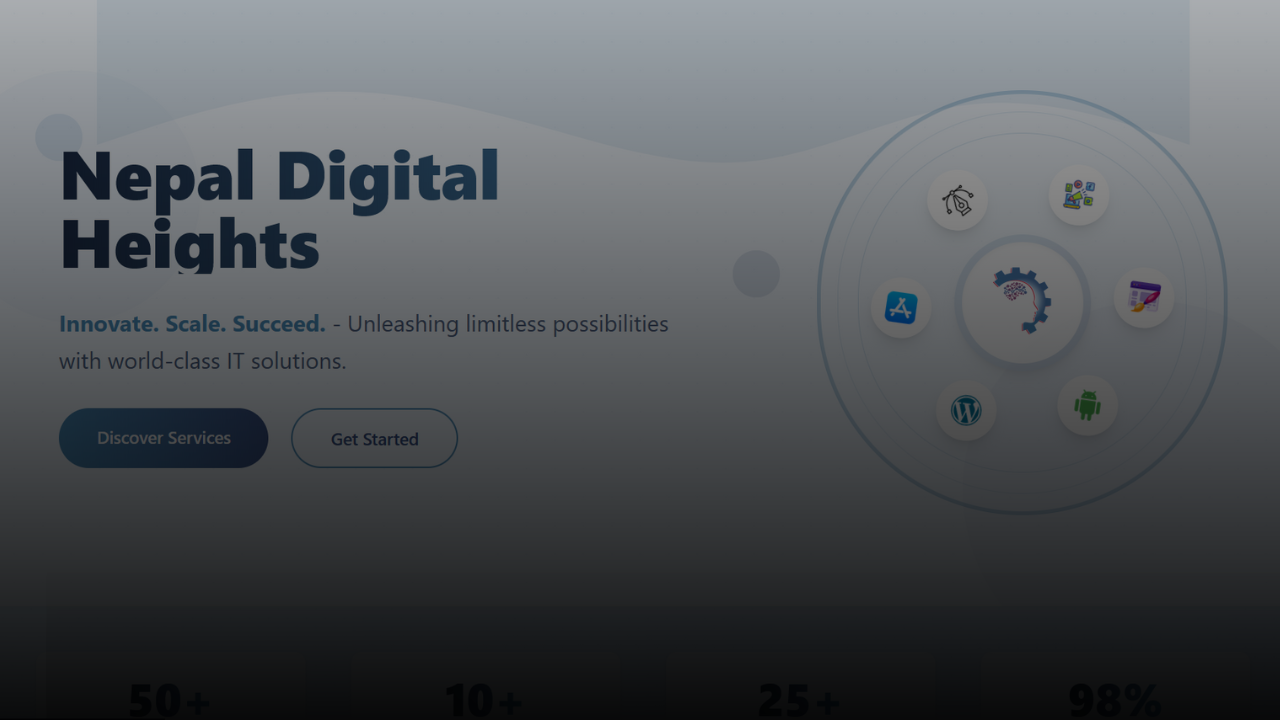 Nepal Digital
Heights
Innovate. Scale. Succeed. - Unleashing limitless possibilities
with world-class IT solutions.
Discover Services
Get Started
50+
10+
25+
98%